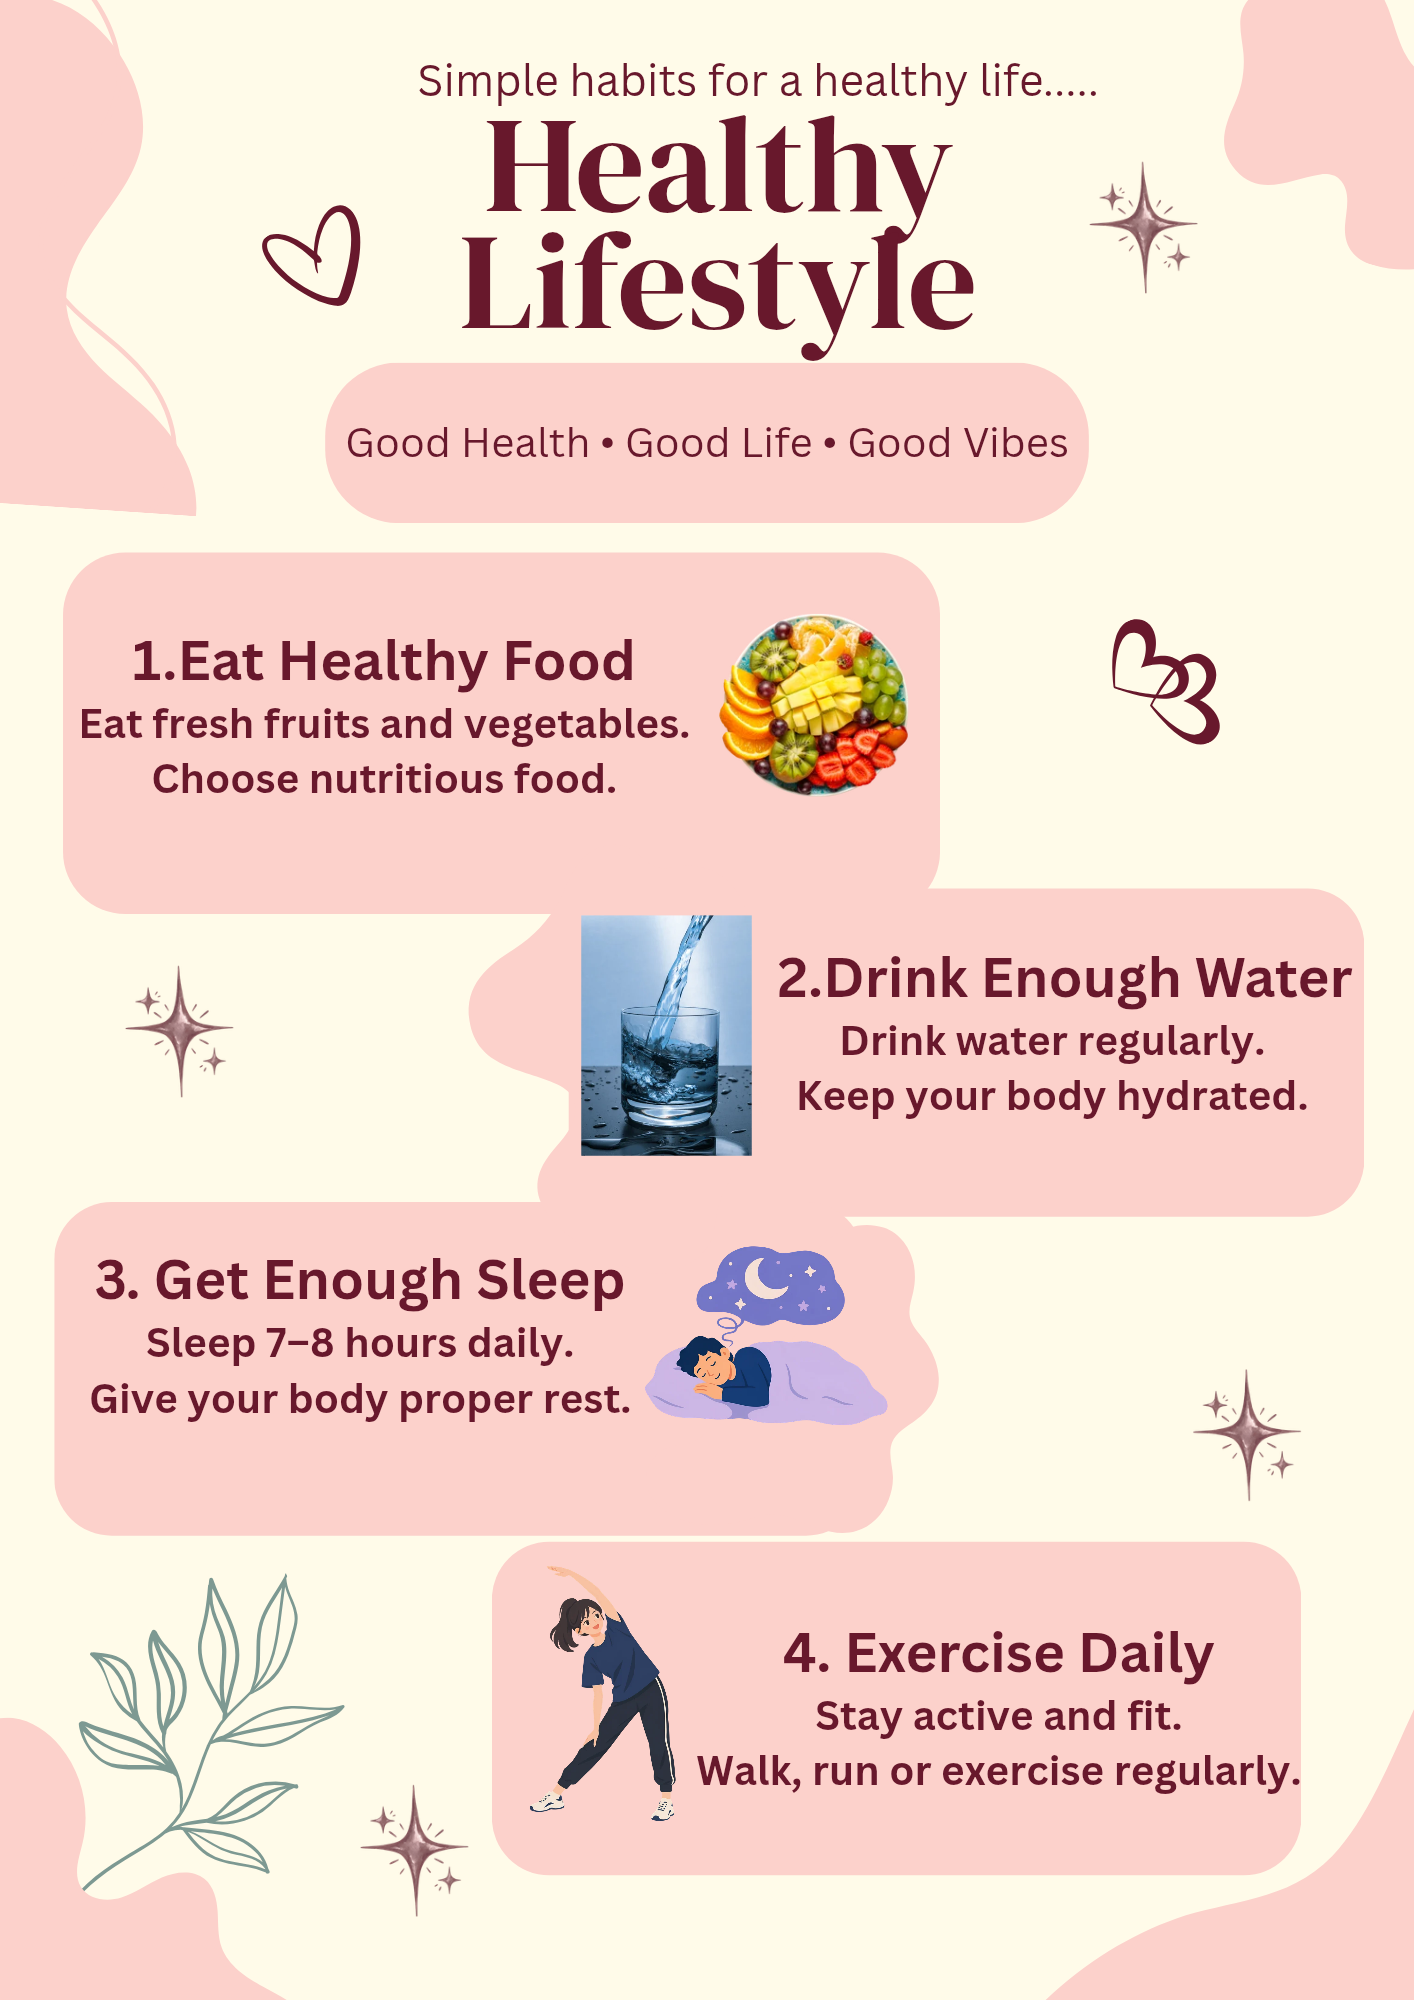 Simple habits for a healthy life.....
Healthy
Lifestyle
Good Health • Good Life • Good Vibes
1.Eat Healthy Food
Eat fresh fruits and vegetables.
Choose nutritious food.
2.Drink Enough Water
Drink water regularly.
Keep your body hydrated.
3. Get Enough Sleep
Sleep 7–8 hours daily.
Give your body proper rest.
4. Exercise Daily
Stay active and fit.
Walk, run or exercise regularly.